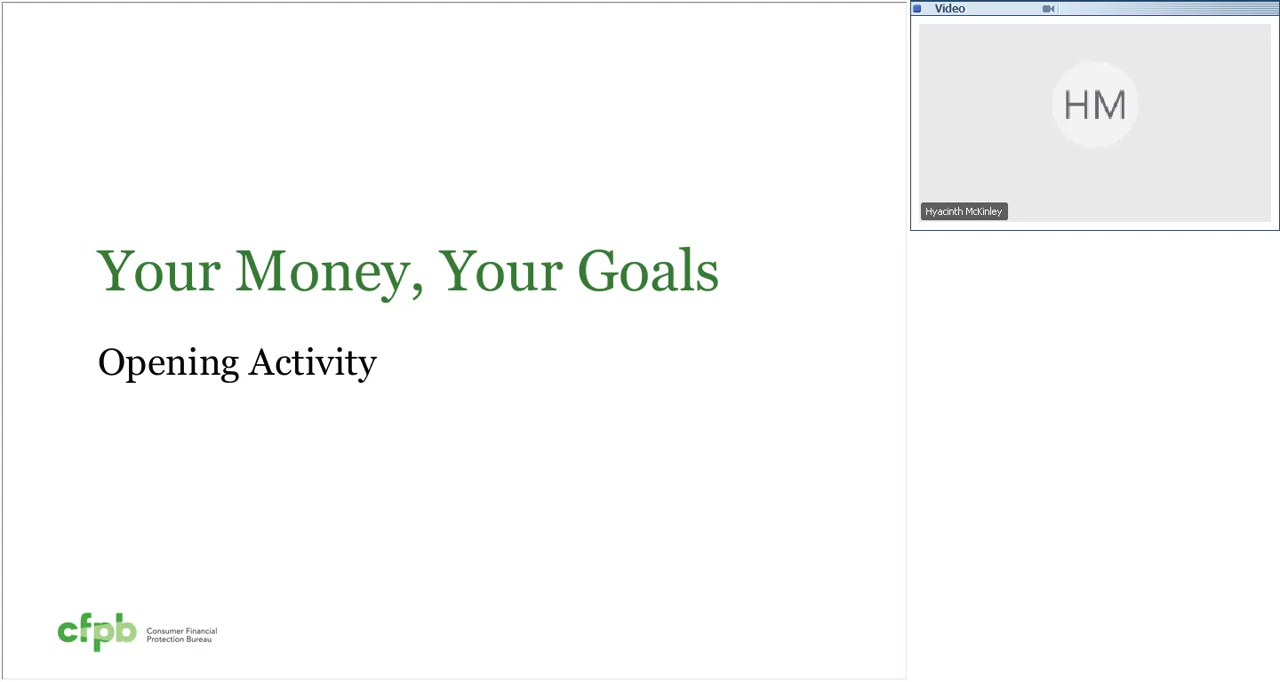 Your Money, Your Goals
Opening Activity
cfpb
Consumer Financial
Protection Bureau
Video
HM
Hyacinth McKinley